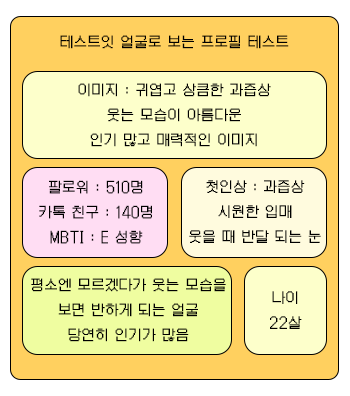 테스트잇 얼굴로 보는 프로필 테스트
이미지 : 귀엽고 상큼한 과즙상
웃는 모습이 아름다운
인기 많고 매력적인 이미지
팔로워 : 510명
카톡 친구 : 140명
MBTI : E 성향
첫인상 : 과즙상
시원한 입매
웃을 때 반달 되는 눈
평소엔 모르겠다가 웃는 모습을
보면 반하게 되는 얼굴
당연히 인기가 많음
나이
22살